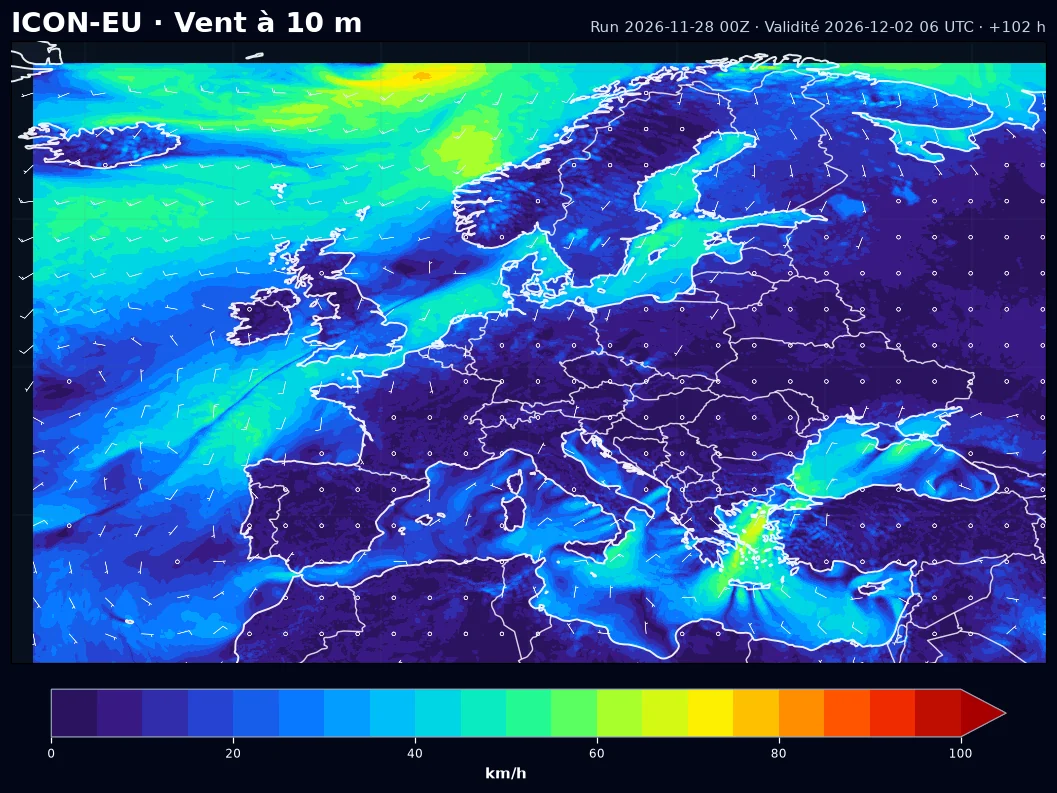 ICON-EU · Vent à 10 m
Run 2026-11-28 00Z · Validité 2026-12-02 06 UTC · +102 h
0 20 40 60 80 100
km/h